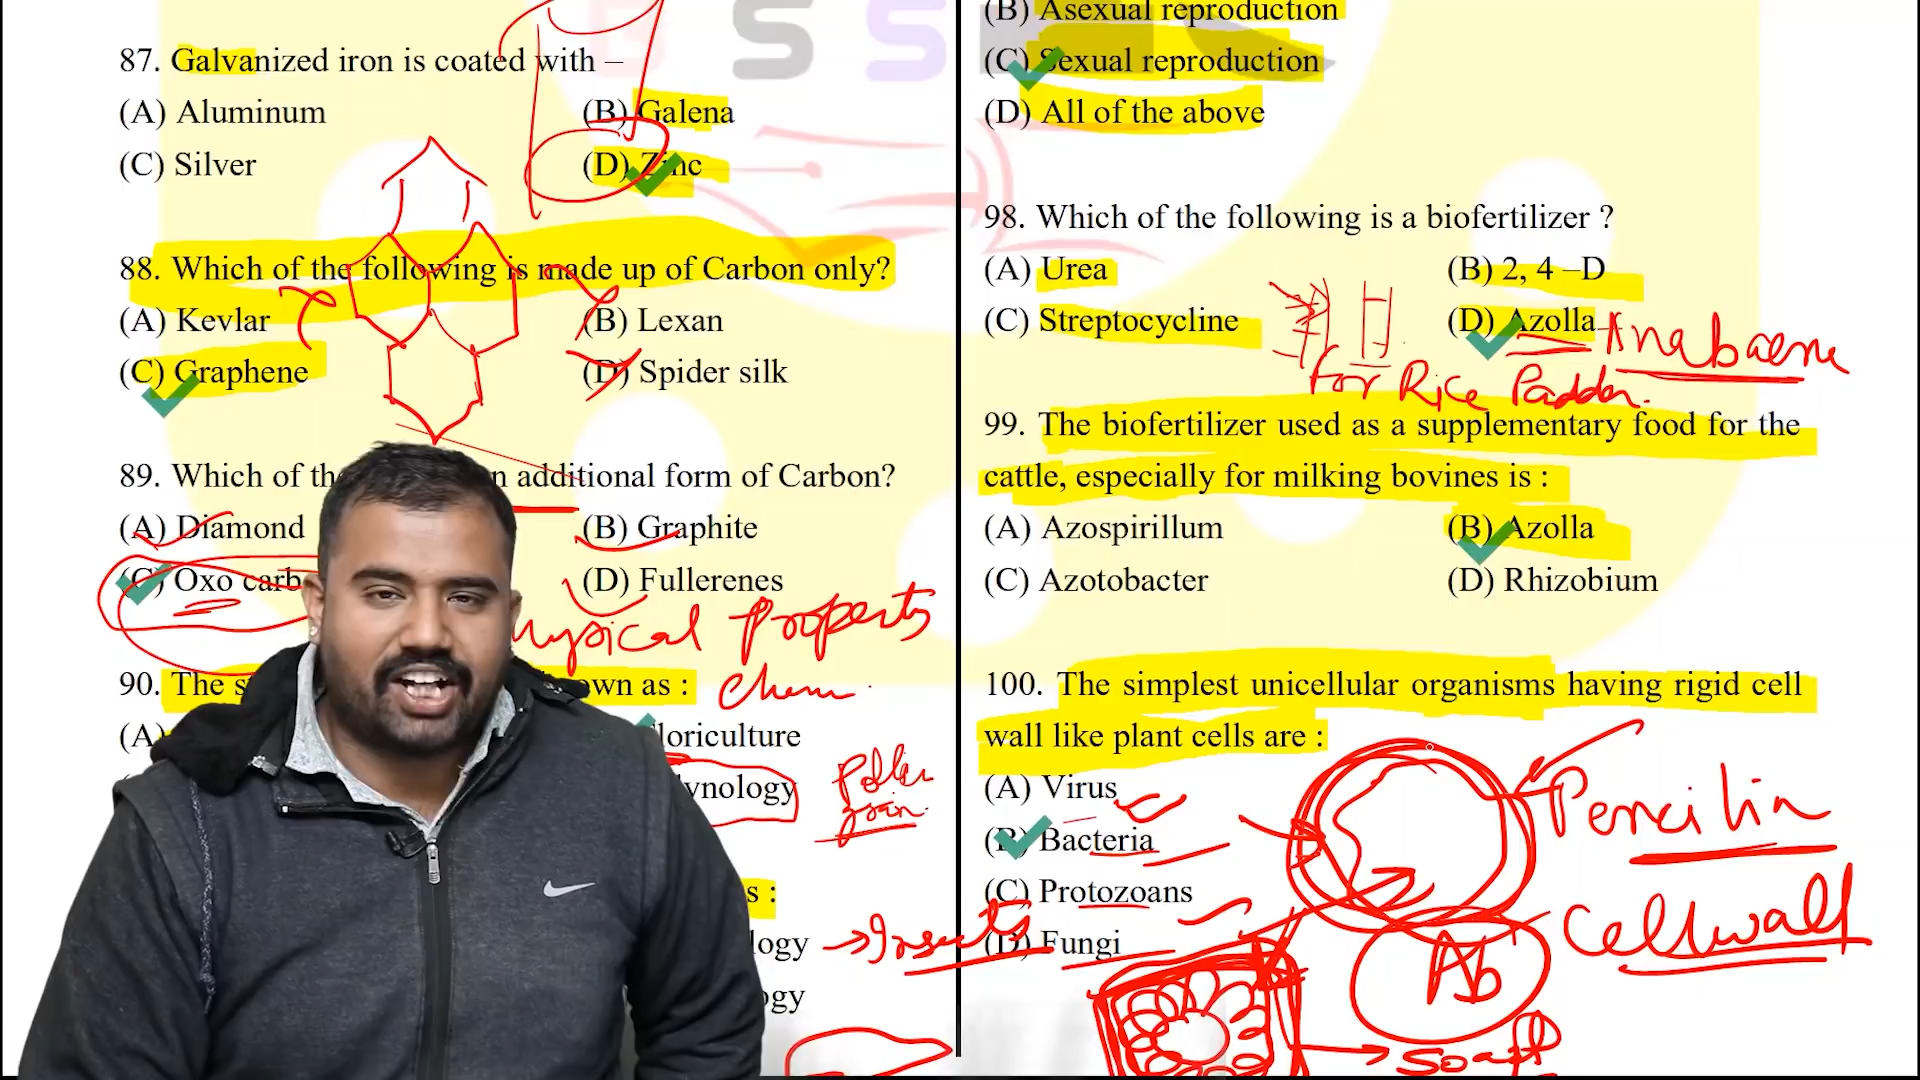 87. Galvanized iron is coated with –
(A) Aluminum (B) Galena
(C) Silver (D) Zinc
88. Which of the following is made up of Carbon only?
(A) Kevlar (B) Lexan
(C) Graphene (D) Spider silk
89. Which of th n additional form of Carbon?
(A) Diamond (B) Graphite
(C) Oxo carb (D) Fullerenes
Physical Property
Chem
90. The s own as :
(A) loriculture
ynology
Pollen
grain
s :
logy → Insects
ogy
BSS
(B) Asexual reproduction
(C) Sexual reproduction
(D) All of the above
98. Which of the following is a biofertilizer ?
(A) Urea (B) 2, 4 –D
(C) Streptocycline (D) Azolla
Anabaena
for Rice
99. The biofertilizer used as a supplementary food for the
cattle, especially for milking bovines is :
(A) Azospirillum (B) Azolla
(C) Azotobacter (D) Rhizobium
100. The simplest unicellular organisms having rigid cell
wall like plant cells are :
(A) Virus
(B) Bacteria
(C) Protozoans
(D) Fungi
Pencilin
Cellwall
Ab